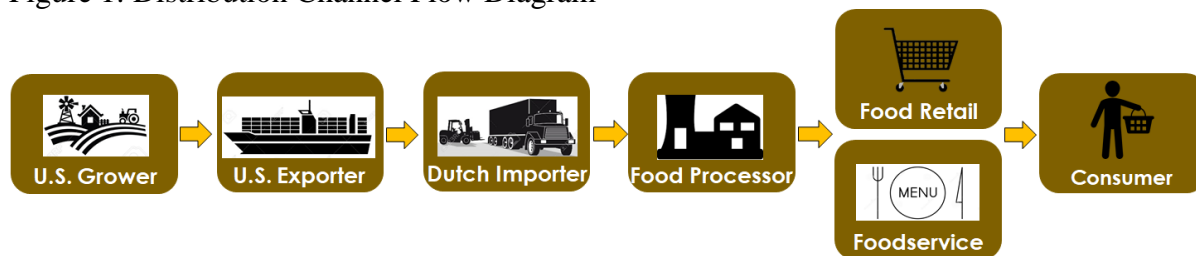 Figure 1. Distribution Channel Flow Diagram
U.S. Grower
U.S. Exporter
Dutch Importer
Food Processor
Food Retail
MENU
Foodservice
Consumer